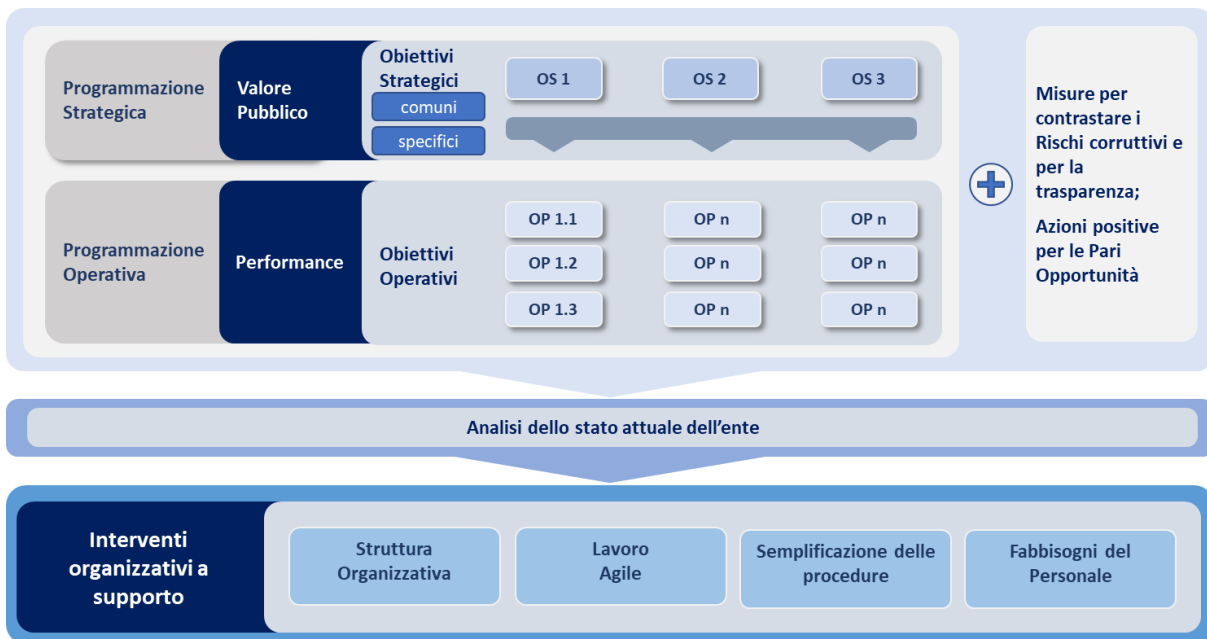 Programmazione
Strategica
Valore
Pubblico
Obiettivi
Strategici
comuni
specifici
OS 1
OS 2
OS 3
Programmazione
Operativa
Performance
Obiettivi
Operativi
OP 1.1
OP n
OP n
OP 1.2
OP n
OP n
OP 1.3
OP n
OP n
Misure per
contrastare i
Rischi corruttivi e
per la
trasparenza;
Azioni positive
per le Pari
Opportunità
Analisi dello stato attuale dell’ente
Interventi
organizzativi a
supporto
Struttura
Organizzativa
Lavoro
Agile
Semplificazione delle
procedure
Fabbisogni del
Personale